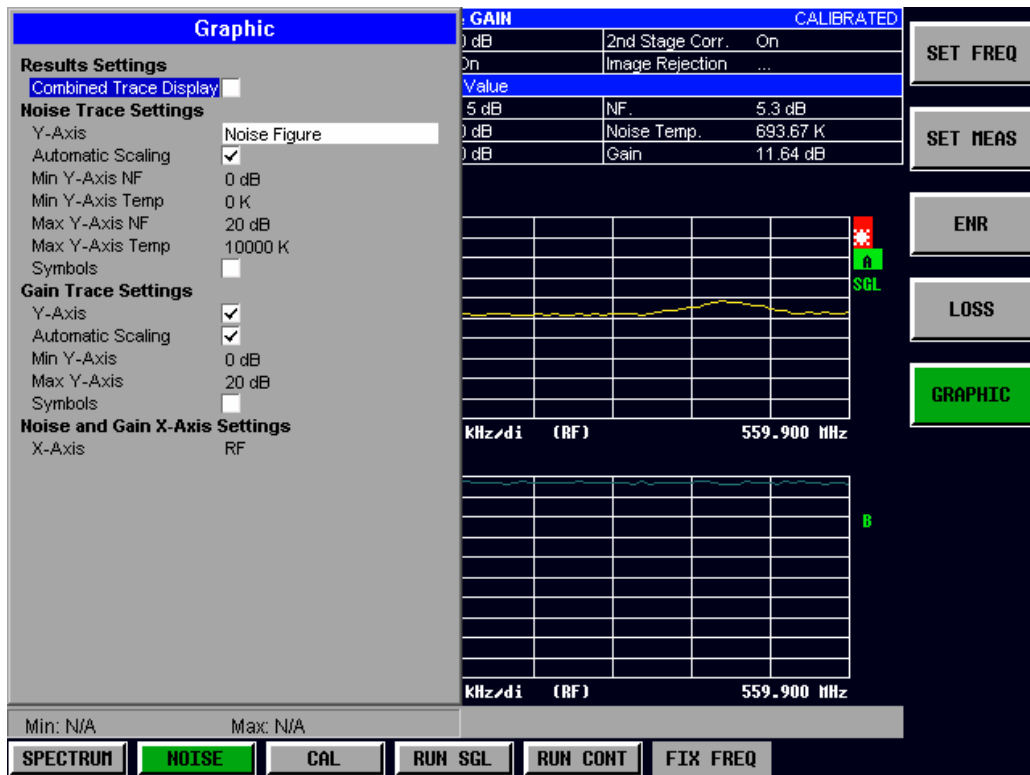 Graphic
Results Settings
Combined Trace Display
Noise Trace Settings
Y-Axis Noise Figure
Automatic Scaling
Min Y-Axis NF 0 dB
Min Y-Axis Temp 0 K
Max Y-Axis NF 20 dB
Max Y-Axis Temp 10000 K
Symbols
Gain Trace Settings
Y-Axis
Automatic Scaling
Min Y-Axis 0 dB
Max Y-Axis 20 dB
Symbols
Noise and Gain X-Axis Settings
X-Axis RF
Min: N/A Max: N/A
GAIN CALIBRATED
dB 2nd Stage Corr. On
On Image Rejection ...
Value
5 dB NF. 5.3 dB
dB Noise Temp. 693.67 K
dB Gain 11.64 dB
A
SGL
kHz/di (RF) 559.900 MHz
B
kHz/di (RF) 559.900 MHz
SET FREQ
SET MEAS
ENR
LOSS
GRAPHIC
SPECTRUM NOISE CAL RUN SGL RUN CONT FIX FREQ